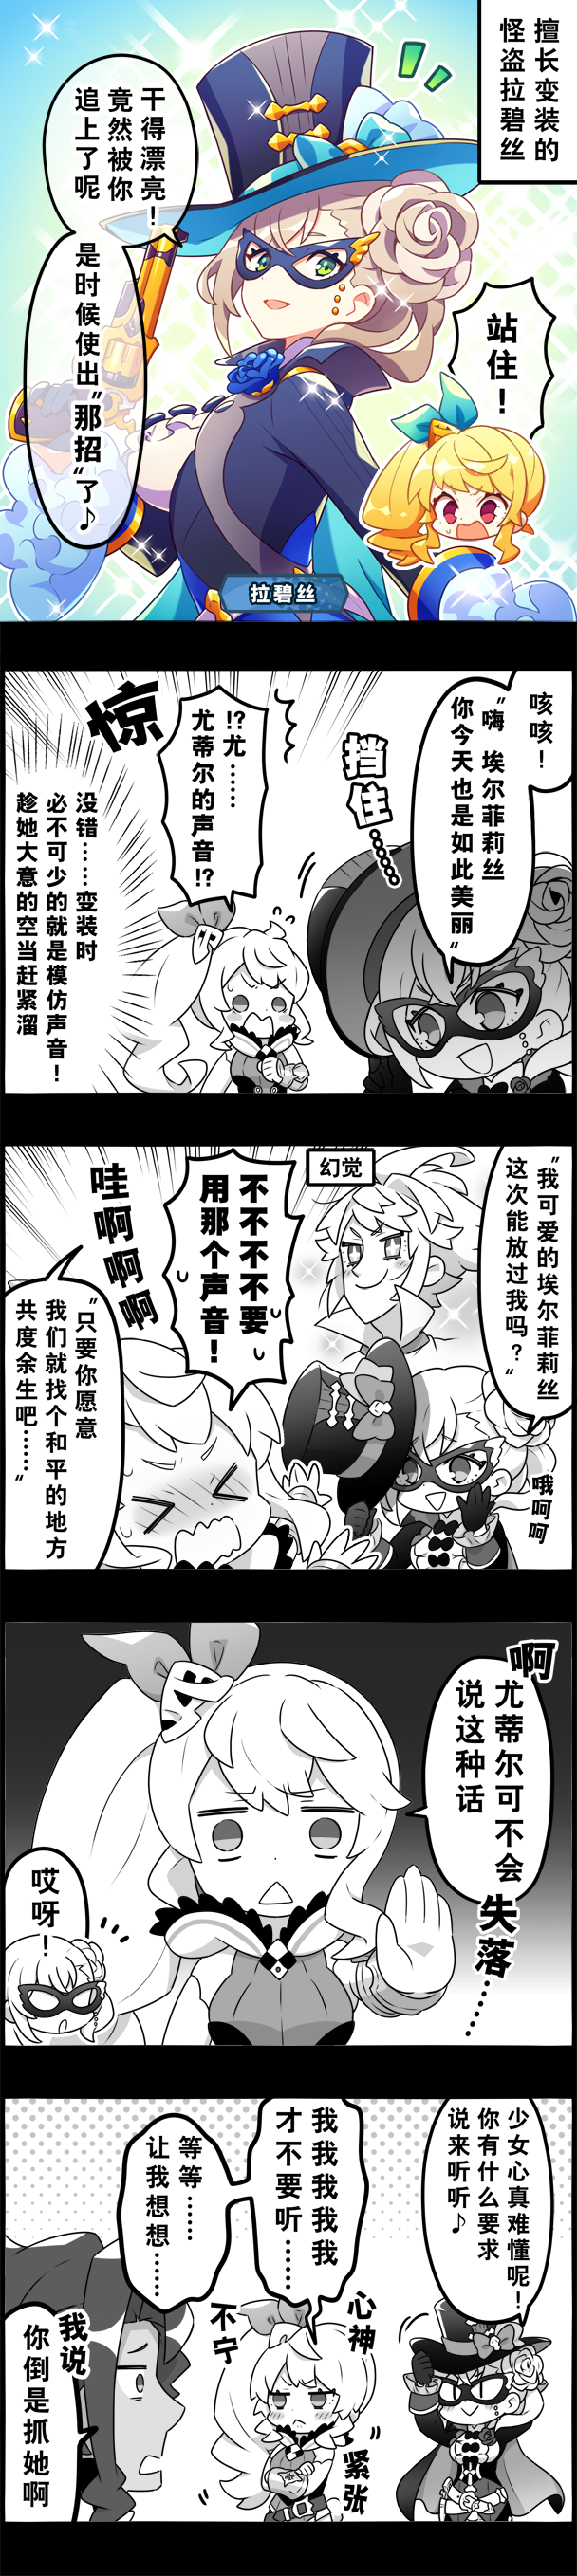 擅长变装的
怪盗拉碧丝
干得漂亮！
竟然被你
追上了呢
是时候使出
"那招"了♪
站住！
拉碧丝
咳咳！
"嗨 埃尔菲莉丝
你今天也是如此美丽"
挡住……
!?尤……
尤蒂尔的声音!?
惊
没错……变装时
必不可少的就是模仿声音！
趁她大意的空当赶紧溜
"我可爱的埃尔菲莉丝
这次能放过我吗？"
幻觉
哦呵呵
不不不不要
用那个声音！
哇啊啊啊
"只要你愿意
我们就找个和平的地方
共度余生吧……"
啊
尤蒂尔可不会
说这种话
失落……
哎呀！
少女心真难懂呢！
你有什么要求
说来听听♪
我我我我我
才不要听……
等等……
让我想想……
心神
不宁
紧张
我说
你倒是抓她啊